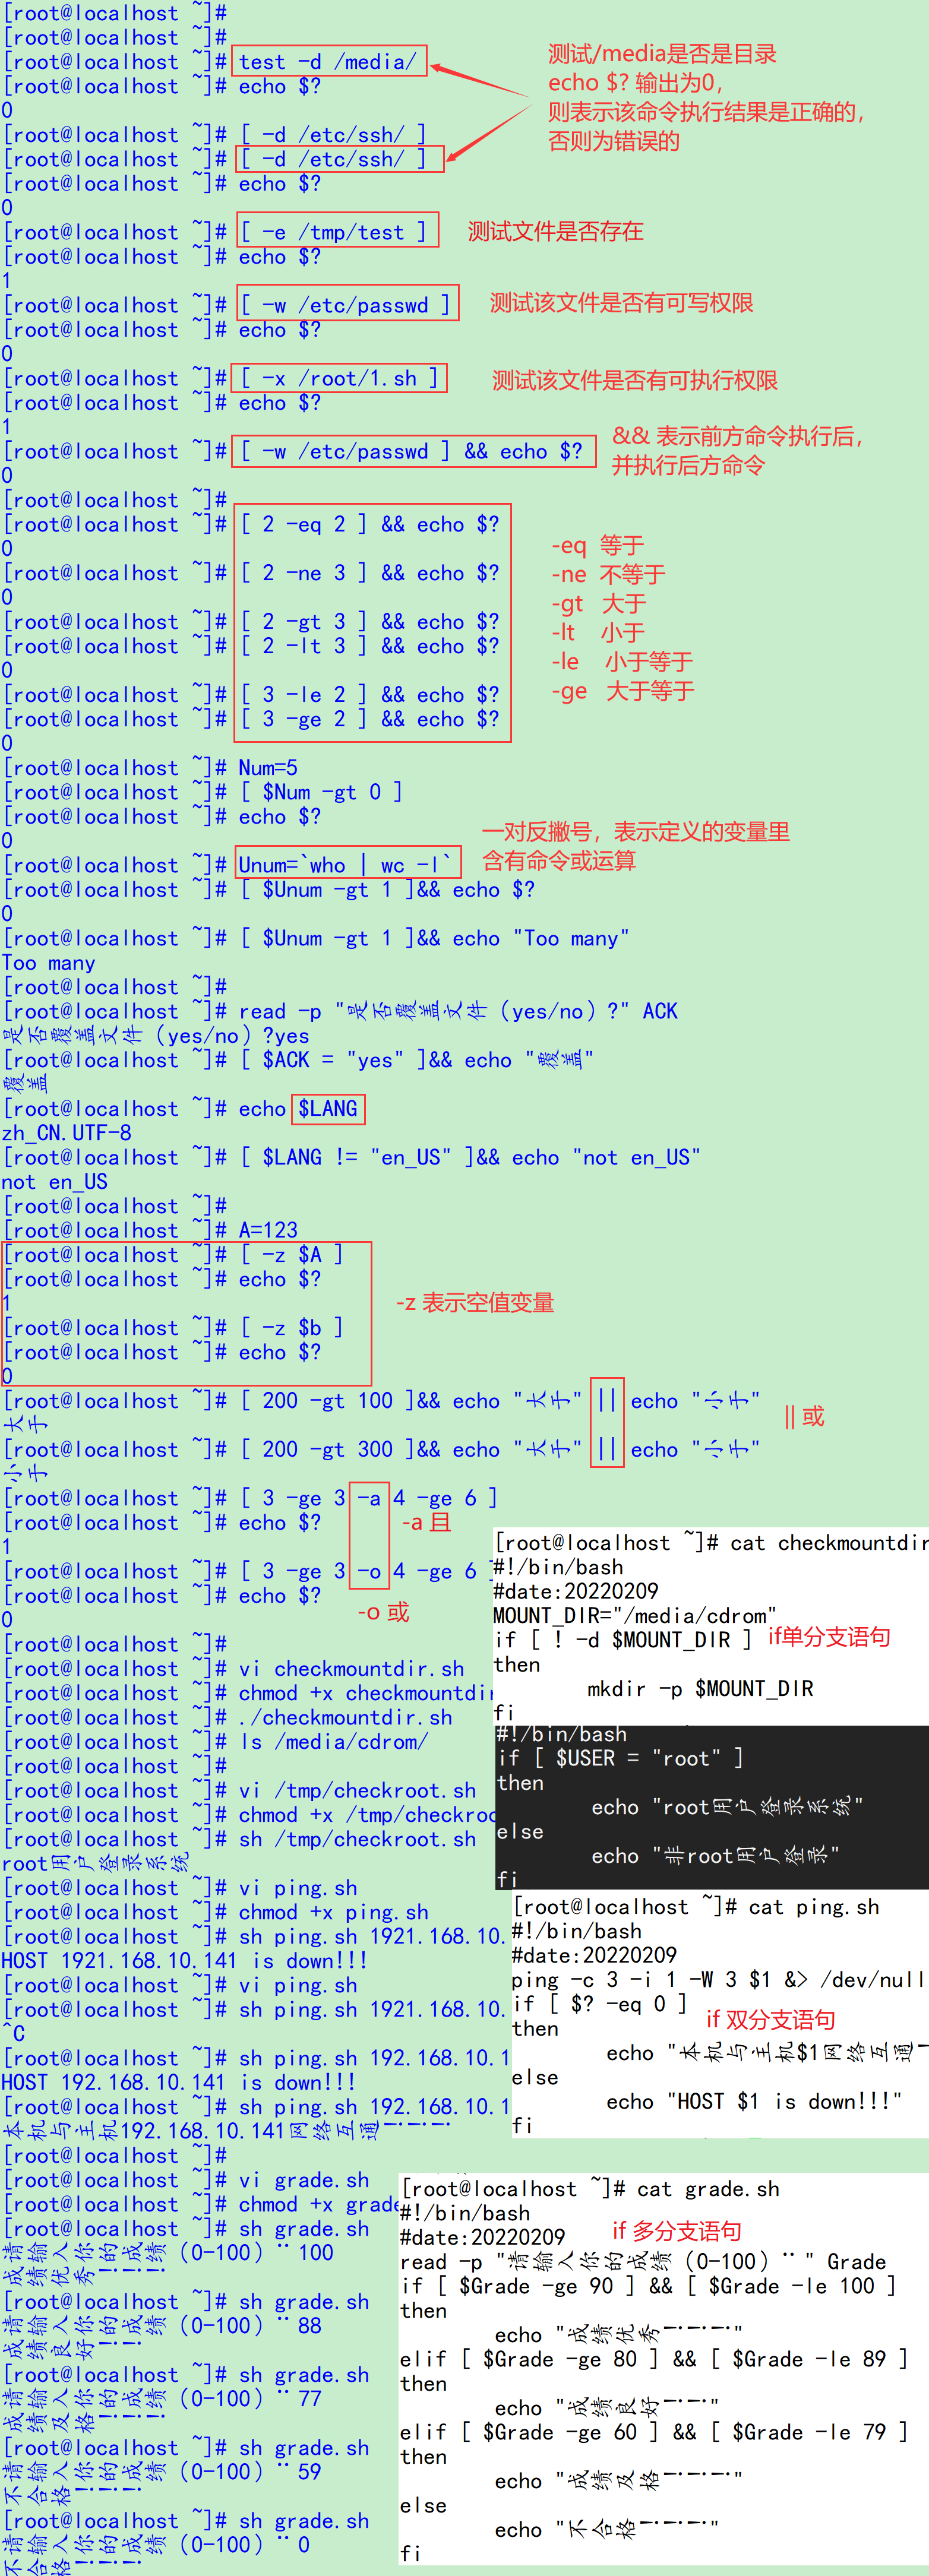 [root@localhost ~]#
[root@localhost ~]#
[root@localhost ~]# test -d /media/
[root@localhost ~]# echo $?
0
[root@localhost ~]# [ -d /etc/ssh/ ]
[root@localhost ~]# [ -d /etc/ssh/ ]
[root@localhost ~]# echo $?
0
测试/media是否是目录
echo $? 输出为0，
则表示该命令执行结果是正确的，
否则为错误的
[root@localhost ~]# [ -e /tmp/test ]
测试文件是否存在
[root@localhost ~]# echo $?
1
[root@localhost ~]# [ -w /etc/passwd ]
测试该文件是否有可写权限
[root@localhost ~]# echo $?
0
[root@localhost ~]# [ -x /root/1.sh ]
测试该文件是否有可执行权限
[root@localhost ~]# echo $?
1
[root@localhost ~]# [ -w /etc/passwd ] && echo $?
0
&& 表示前方命令执行后，
并执行后方命令
[root@localhost ~]#
[root@localhost ~]# [ 2 -eq 2 ] && echo $?
0
[root@localhost ~]# [ 2 -ne 3 ] && echo $?
0
[root@localhost ~]# [ 2 -gt 3 ] && echo $?
[root@localhost ~]# [ 2 -lt 3 ] && echo $?
0
[root@localhost ~]# [ 3 -le 2 ] && echo $?
[root@localhost ~]# [ 3 -ge 2 ] && echo $?
0
-eq 等于
-ne 不等于
-gt 大于
-lt 小于
-le 小于等于
-ge 大于等于
[root@localhost ~]# Num=5
[root@localhost ~]# [ $Num -gt 0 ]
[root@localhost ~]# echo $?
0
[root@localhost ~]# Unum=`who | wc -l`
一对反撇号，表示定义的变量里
含有命令或运算
[root@localhost ~]# [ $Unum -gt 1 ]&& echo $?
0
[root@localhost ~]# [ $Unum -gt 1 ]&& echo "Too many"
Too many
[root@localhost ~]#
[root@localhost ~]# read -p "是否覆盖文件（yes/no）?" ACK
是否覆盖文件（yes/no）?yes
[root@localhost ~]# [ $ACK = "yes" ]&& echo "覆盖"
覆盖
[root@localhost ~]# echo $LANG
zh_CN.UTF-8
[root@localhost ~]# [ $LANG != "en_US" ]&& echo "not en_US"
not en_US
[root@localhost ~]#
[root@localhost ~]# A=123
[root@localhost ~]# [ -z $A ]
[root@localhost ~]# echo $?
1
[root@localhost ~]# [ -z $b ]
[root@localhost ~]# echo $?
0
-z 表示空值变量
[root@localhost ~]# [ 200 -gt 100 ]&& echo "大于" || echo "小于"
大于
|| 或
[root@localhost ~]# [ 200 -gt 300 ]&& echo "大于" || echo "小于"
小于
[root@localhost ~]# [ 3 -ge 3 -a 4 -ge 6 ]
[root@localhost ~]# echo $?
-a 且
1
[root@localhost ~]# [ 3 -ge 3 -o 4 -ge 6 ]
[root@localhost ~]# echo $?
-o 或
0
[root@localhost ~]#
[root@localhost ~]# vi checkmountdir.sh
[root@localhost ~]# chmod +x checkmountdir
[root@localhost ~]# ./checkmountdir.sh
[root@localhost ~]# ls /media/cdrom/
[root@localhost ~]#
[root@localhost ~]# vi /tmp/checkroot.sh
[root@localhost ~]# chmod +x /tmp/checkroo
[root@localhost ~]# sh /tmp/checkroot.sh
root用户登录系统
[root@localhost ~]# vi ping.sh
[root@localhost ~]# chmod +x ping.sh
[root@localhost ~]# sh ping.sh 1921.168.10.
HOST 1921.168.10.141 is down!!!
[root@localhost ~]# vi ping.sh
[root@localhost ~]# sh ping.sh 1921.168.10.
^C
[root@localhost ~]# sh ping.sh 192.168.10.1
HOST 192.168.10.141 is down!!!
[root@localhost ~]# sh ping.sh 192.168.10.1
本机与主机192.168.10.141网络互通！！！！
[root@localhost ~]#
[root@localhost ~]# vi grade.sh
[root@localhost ~]# chmod +x grade
[root@localhost ~]# sh grade.sh
请输入你的成绩（0-100）¨ 100
成绩优秀！！！！
[root@localhost ~]# sh grade.sh
请输入你的成绩（0-100）¨ 88
成绩良好！！！
[root@localhost ~]# sh grade.sh
请输入你的成绩（0-100）¨ 77
成绩及格！！！！
[root@localhost ~]# sh grade.sh
请输入你的成绩（0-100）¨ 59
不合格！！！！
[root@localhost ~]# sh grade.sh
请输入你的成绩（0-100）¨ 0
不合格！！！！
[root@localhost ~]# cat checkmountdir
#!/bin/bash
#date:20220209
MOUNT_DIR="/media/cdrom"
if [ ! -d $MOUNT_DIR ]
if单分支语句
then
mkdir -p $MOUNT_DIR
fi
#!/bin/bash
if [ $USER = "root" ]
then
echo "root用户登录系统"
else
echo "非root用户登录"
fi
[root@localhost ~]# cat ping.sh
#!/bin/bash
#date:20220209
ping -c 3 -i 1 -W 3 $1 &> /dev/null
if [ $? -eq 0 ]
if 双分支语句
then
echo "本机与主机$1网络互通！
else
echo "HOST $1 is down!!!"
fi
[root@localhost ~]# cat grade.sh
#!/bin/bash
#date:20220209
if 多分支语句
read -p "请输入你的成绩（0-100）¨ " Grade
if [ $Grade -ge 90 ] && [ $Grade -le 100 ]
then
echo "成绩优秀！！！！"
elif [ $Grade -ge 80 ] && [ $Grade -le 89 ]
then
echo "成绩良好！！！"
elif [ $Grade -ge 60 ] && [ $Grade -le 79 ]
then
echo "成绩及格！！！！"
else
echo "不合格！！！！"
fi